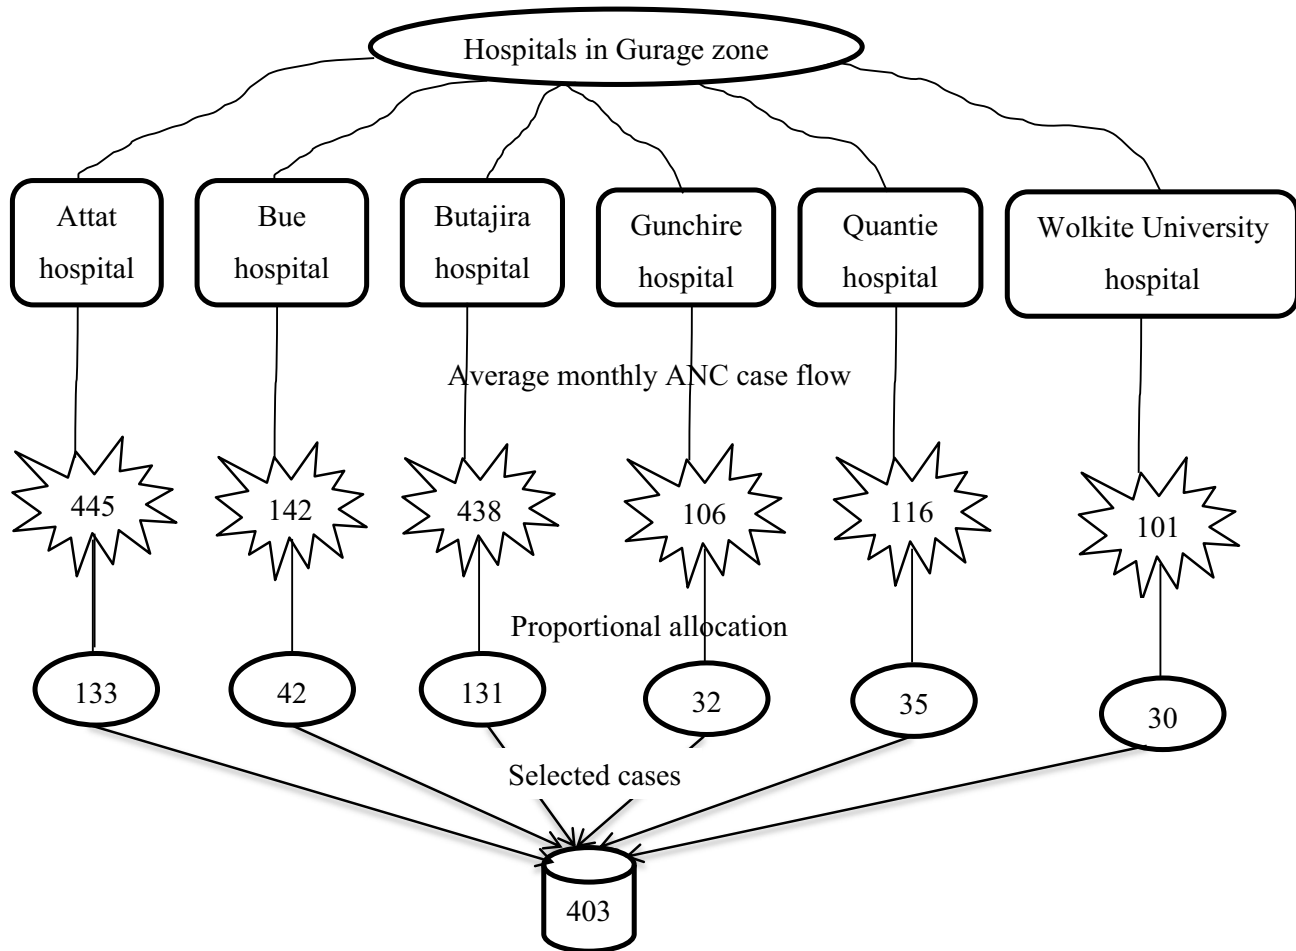 Hospitals in Gurage zone
Attat
hospital
Bue
hospital
Butajira
hospital
Gunchire
hospital
Quantie
hospital
Wolkite University
hospital
Average monthly ANC case flow
445
142
438
106
116
101
Proportional allocation
133
42
131
32
35
30
Selected cases
403